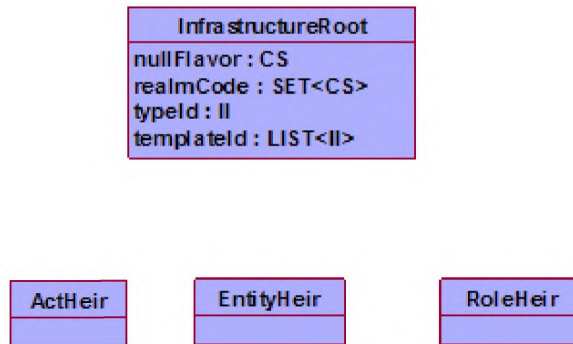 InfrastructureRoot
nullFlavor : CS
realmCode : SET<CS>
typeId : II
templateId : LIST<II>
ActHeir
EntityHeir
RoleHeir